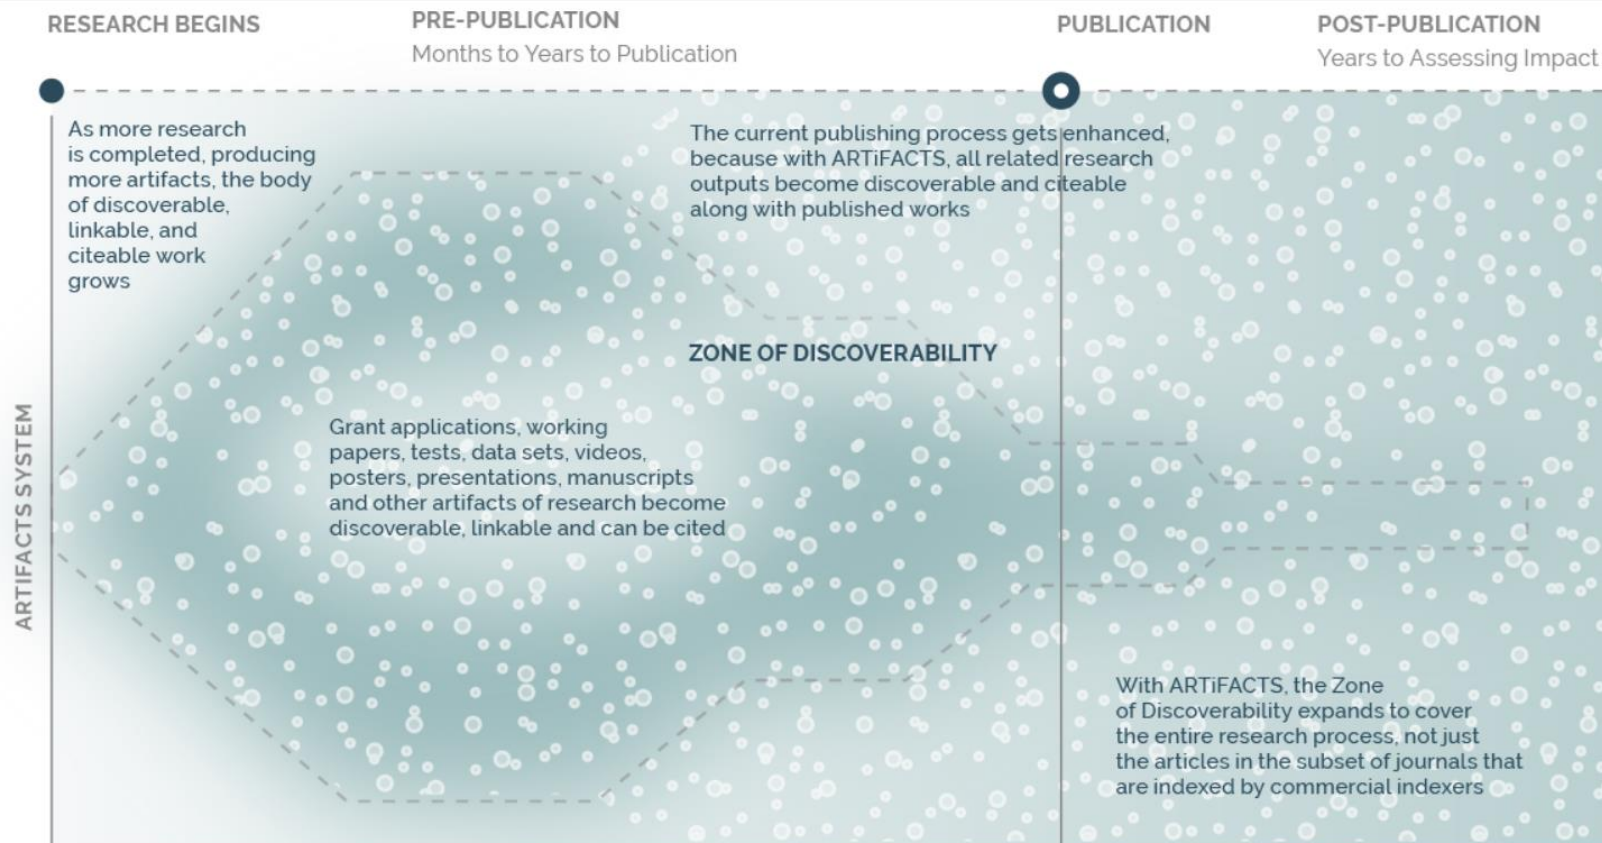 RESEARCH BEGINS
PRE-PUBLICATION
Months to Years to Publication
PUBLICATION
POST-PUBLICATION
Years to Assessing Impact
As more research
is completed, producing
more artifacts, the body
of discoverable,
linkable, and
citeable work
grows
The current publishing process gets enhanced,
because with ARTiFACTS, all related research
outputs become discoverable and citeable
along with published works
ZONE OF DISCOVERABILITY
Grant applications, working
papers, tests, data sets, videos,
posters, presentations, manuscripts
and other artifacts of research become
discoverable, linkable and can be cited
ARTIFACTS SYSTEM
With ARTiFACTS, the Zone
of Discoverability expands to cover
the entire research process, not just
the articles in the subset of journals that
are indexed by commercial indexers